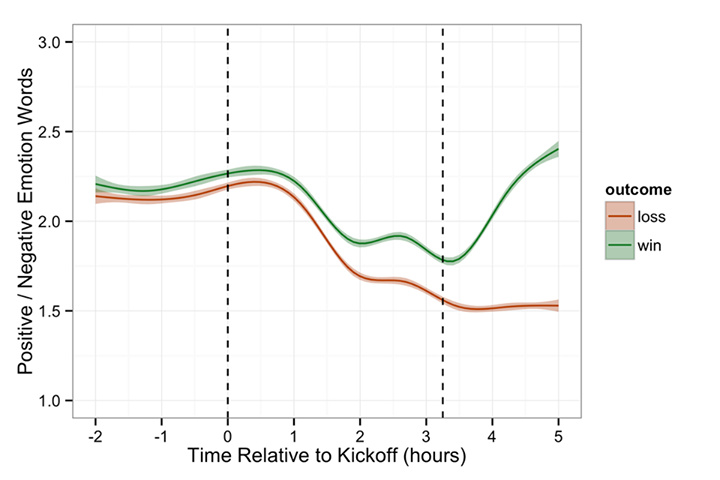 Positive / Negative Emotion Words
3.0
2.5
2.0
1.5
1.0
-2 -1 0 1 2 3 4 5
Time Relative to Kickoff (hours)
outcome
loss
win